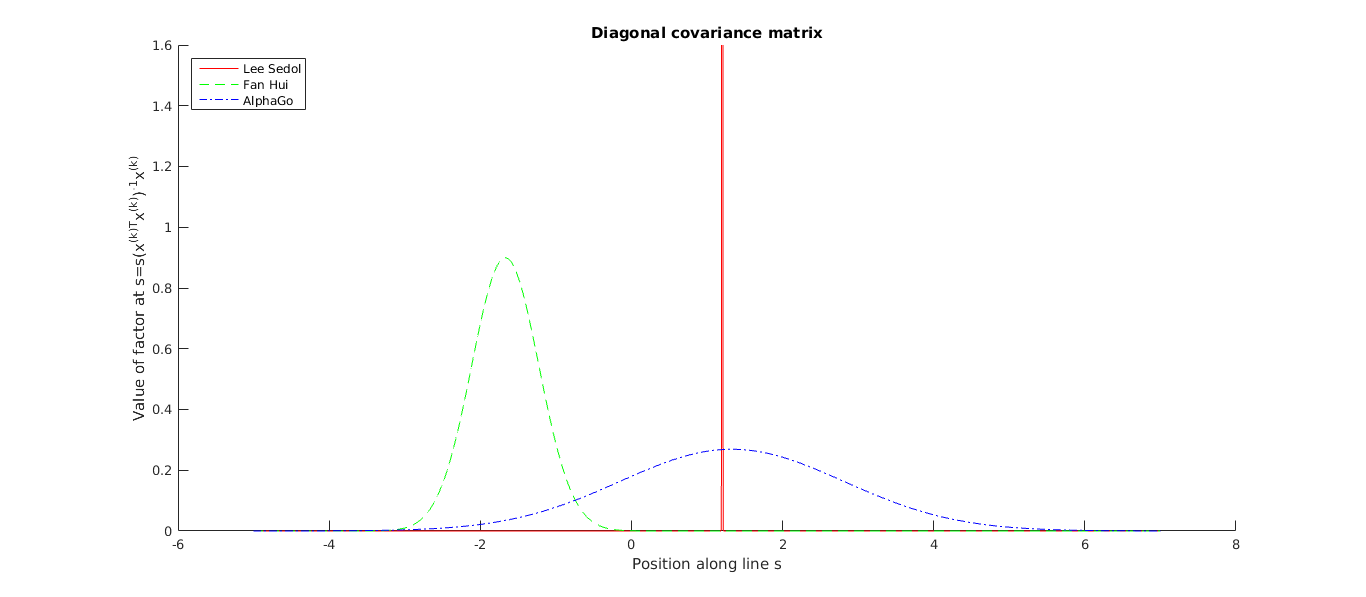 Diagonal covariance matrix
Lee Sedol
Fan Hui
AlphaGo
Value of factor at s=s(x^(k)T x^(k))^-1 x^(k)
1.6
1.4
1.2
1
0.8
0.6
0.4
0.2
0
-6 -4 -2 0 2 4 6 8
Position along line s